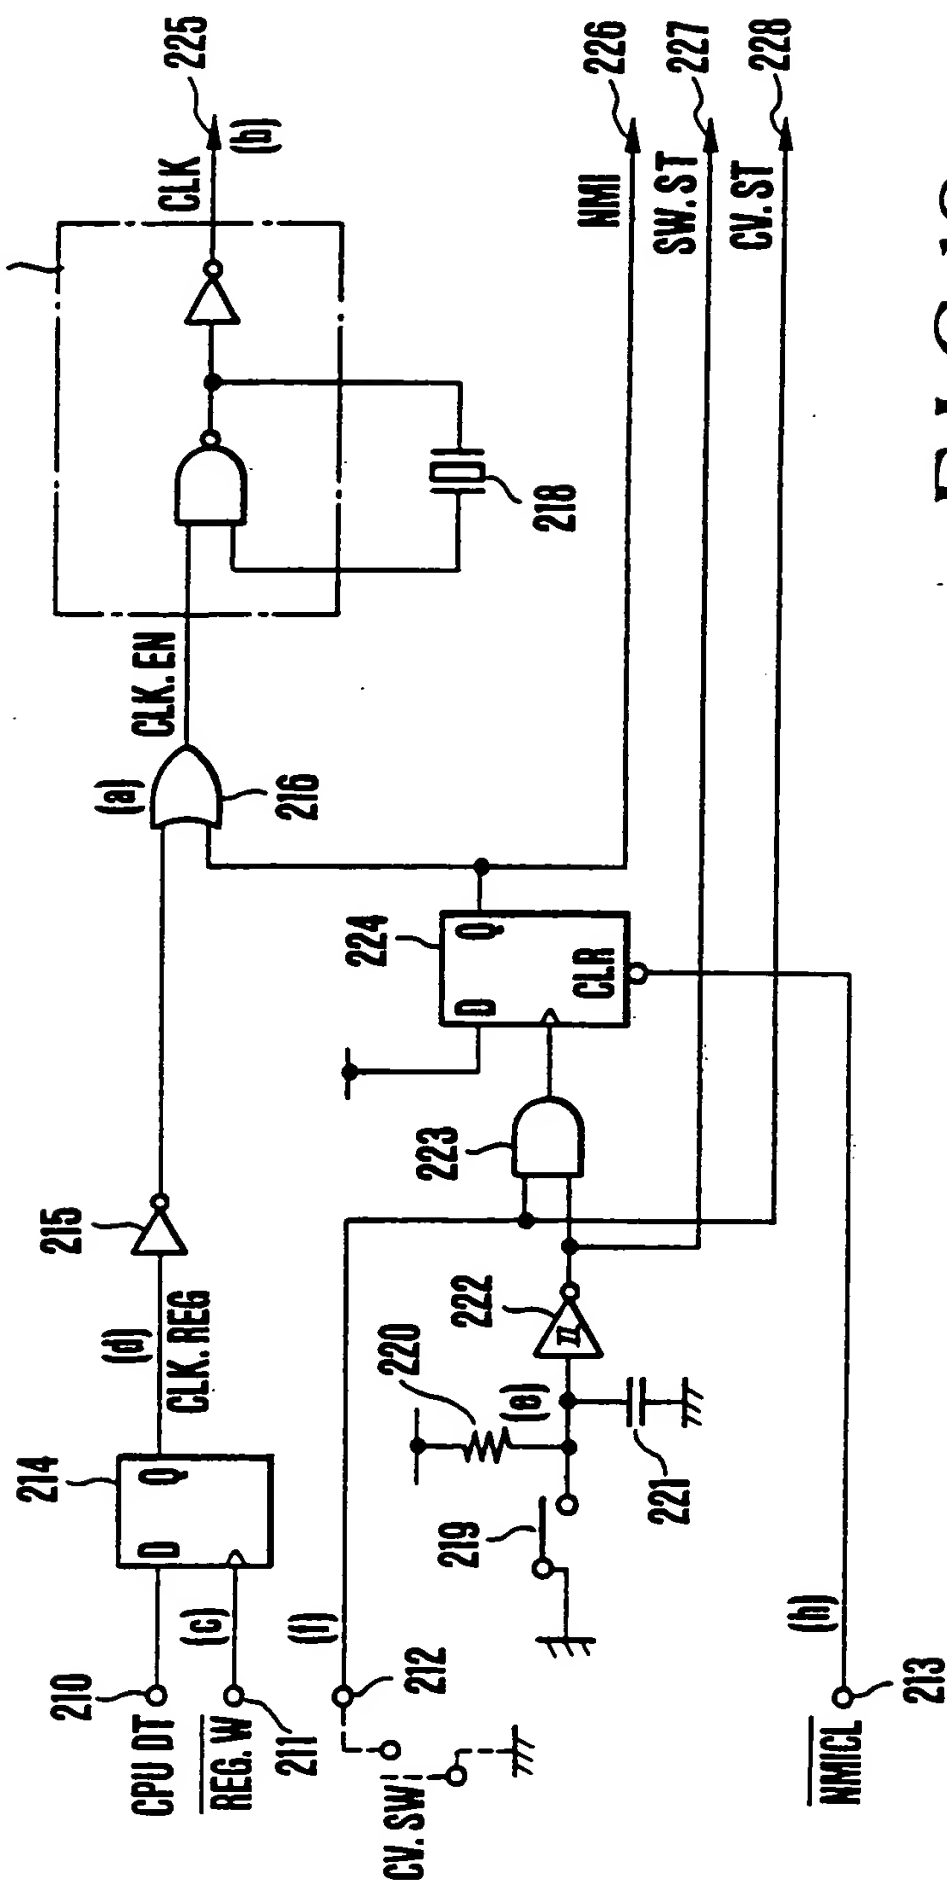 225
CLK
(b)
226
NMI
227
SW. ST
228
CV. ST
218
CLK. EN
(a)
216
224
D
Q
CLR
223
215
(d)
CLK. REG
222
220
(e)
221
219
214
D
Q
210
CPU DT
(c)
REG. W
211
(f)
212
CV. SW
(h)
213
NMICL